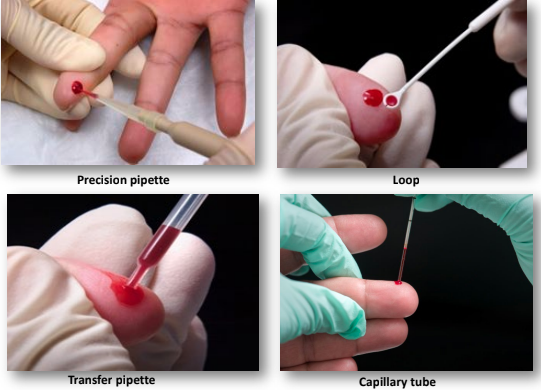 Precision pipette
Loop
Transfer pipette
Capillary tube